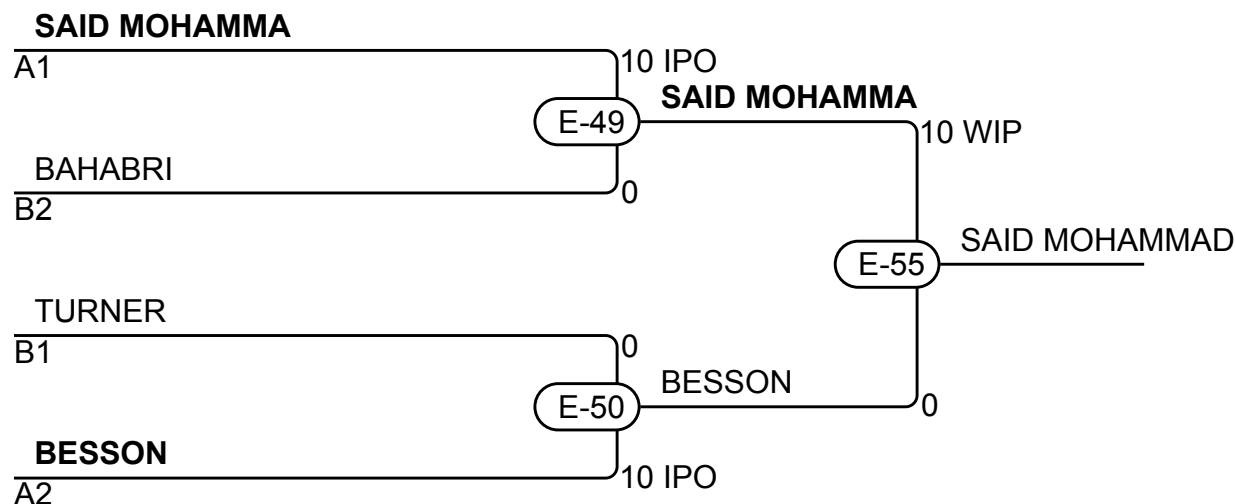 SAID MOHAMMA
A1
10 IPO
E-49
SAID MOHAMMA
10 WIP
BAHABRI
B2
0
E-55
SAID MOHAMMAD
TURNER
B1
0
E-50
BESSON
0
BESSON
A2
10 IPO